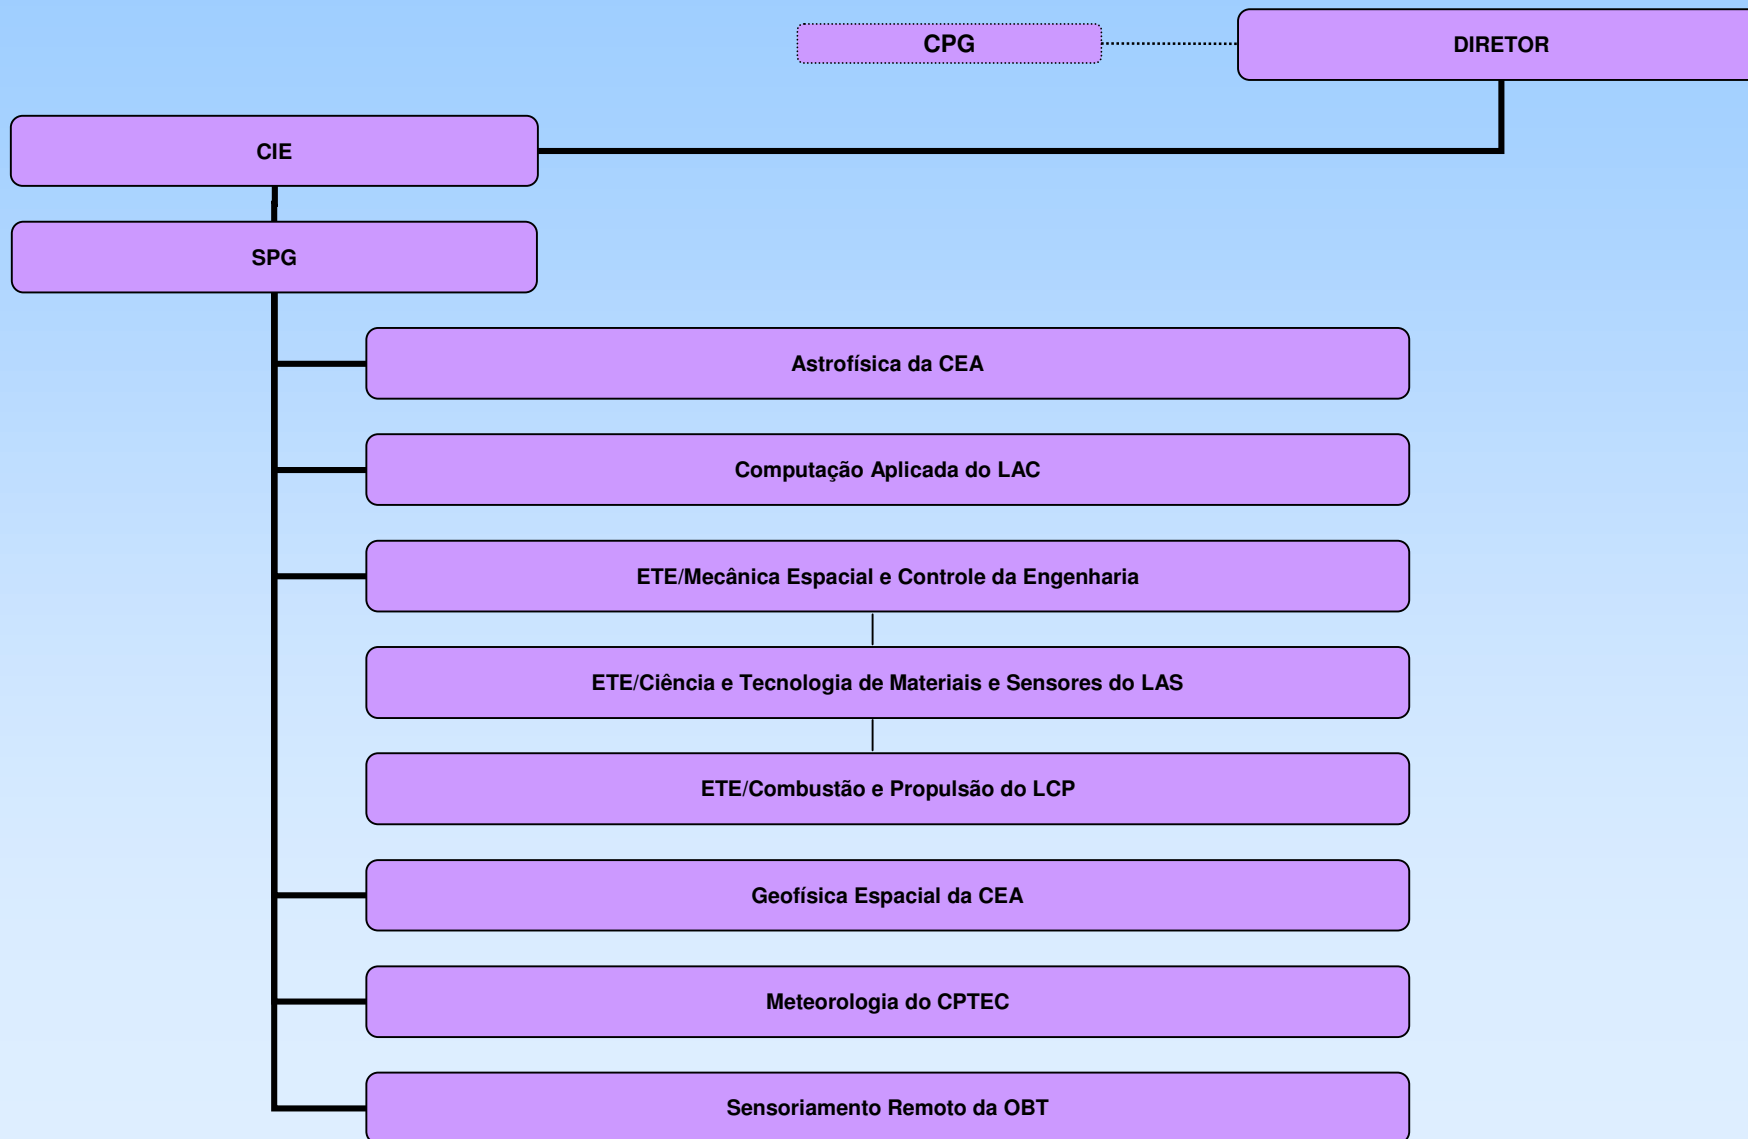 CPG
DIRETOR
CIE
SPG
Astrofísica da CEA
Computação Aplicada do LAC
ETE/Mecânica Espacial e Controle da Engenharia
ETE/Ciência e Tecnologia de Materiais e Sensores do LAS
ETE/Combustão e Propulsão do LCP
Geofísica Espacial da CEA
Meteorologia do CPTEC
Sensoriamento Remoto da OBT